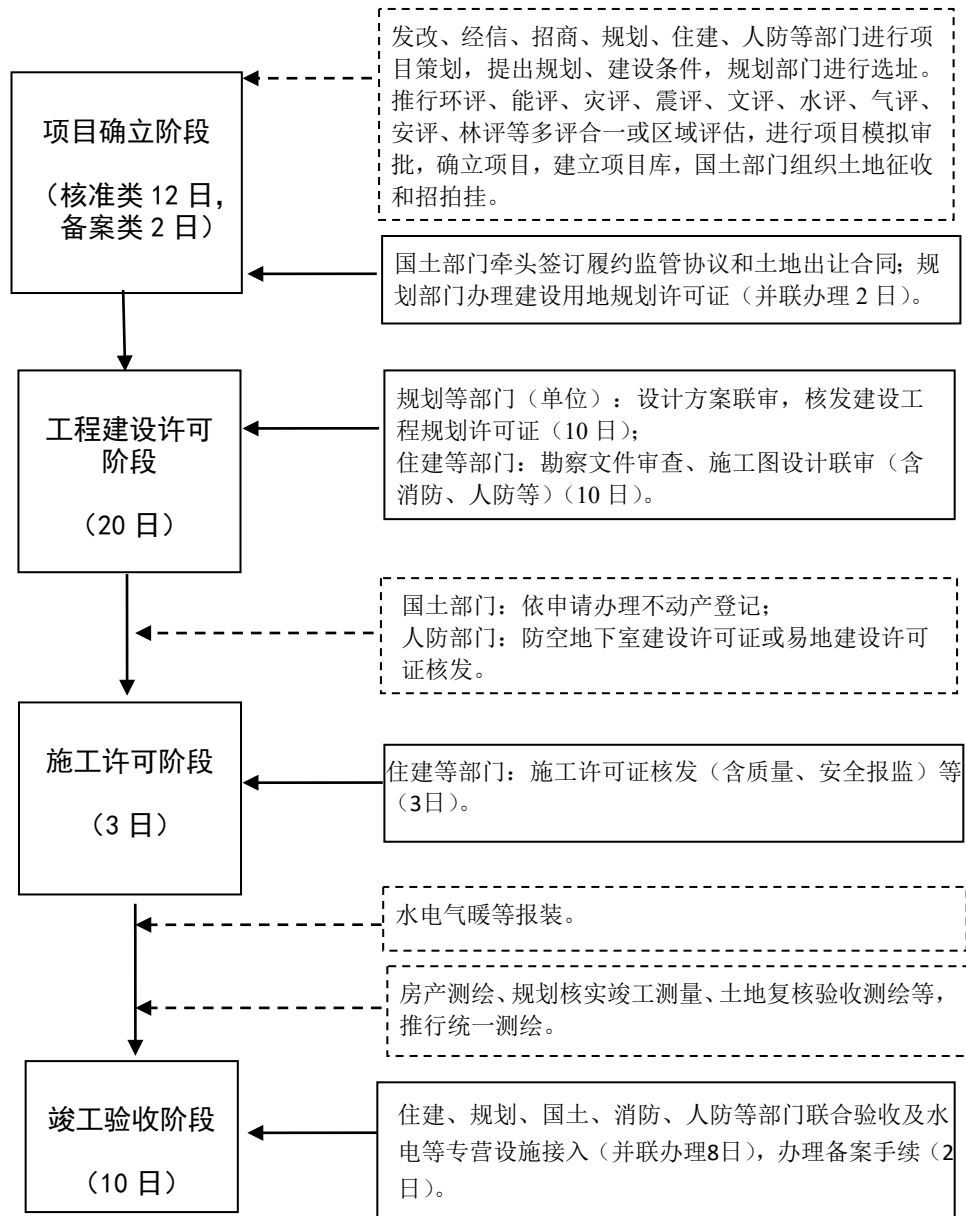 发改、经信、招商、规划、住建、人防等部门进行项
目策划，提出规划、建设条件，规划部门进行选址。
推行环评、能评、灾评、震评、文评、水评、气评、
安评、林评等多评合一或区域评估，进行项目模拟审
批，确立项目，建立项目库，国土部门组织土地征收
和招拍挂。
项目确立阶段
（核准类 12 日，
备案类 2 日）
国土部门牵头签订履约监管协议和土地出让合同；规
划部门办理建设用地规划许可证（并联办理 2 日）。
工程建设许可
阶段
（20 日）
规划等部门（单位）：设计方案联审，核发建设工
程规划许可证（10 日）；
住建等部门：勘察文件审查、施工图设计联审（含
消防、人防等）（10 日）。
国土部门：依申请办理不动产登记；
人防部门：防空地下室建设许可证或易地建设许可
证核发。
施工许可阶段
（3 日）
住建等部门：施工许可证核发（含质量、安全报监）等
（3日）。
水电气暖等报装。
房产测绘、规划核实竣工测量、土地复核验收测绘等，
推行统一测绘。
竣工验收阶段
（10 日）
住建、规划、国土、消防、人防等部门联合验收及水
电等专营设施接入（并联办理8日），办理备案手续（2
日）。